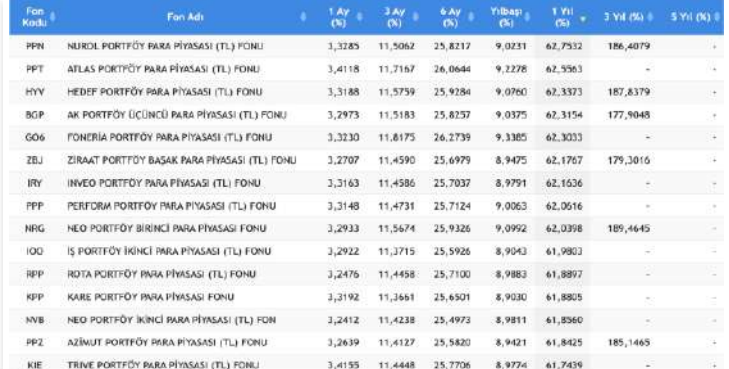 Fon Kodu Fon Adı 1 Ay (%) 3 Ay (%) 6 Ay (%) Yılbaşı (%) 1 Yıl (%) 3 Yıl (%) 5 Yıl (%)
PPN NUROL PORTFÖY PARA PİYASASI (TL) FONU 3,3285 11,5062 25,8217 9,0231 62,7532 186,4079 -
PPT ATLAS PORTFÖY PARA PİYASASI (TL) FONU 3,4118 11,7167 26,0644 9,2278 62,5563 - -
HYV HEDEF PORTFÖY PARA PİYASASI (TL) FONU 3,3188 11,5759 25,9284 9,0760 62,3373 187,8379 -
BGP AK PORTFÖY ÜÇÜNCÜ PARA PİYASASI (TL) FONU 3,2973 11,5183 25,8257 9,0375 62,3154 177,9048 -
GO6 FONERİA PORTFÖY PARA PİYASASI (TL) FONU 3,3230 11,8175 26,2739 9,3385 62,3033 - -
ZBJ ZİRAAT PORTFÖY BAŞAK PARA PİYASASI (TL) FONU 3,2707 11,4590 25,6979 8,9475 62,1767 179,3016 -
IRY INVEO PORTFÖY PARA PİYASASI (TL) FONU 3,3163 11,4586 25,7037 8,9791 62,1636 - -
PPP PERFORM PORTFÖY PARA PİYASASI (TL) FONU 3,3148 11,4731 25,7124 9,0063 62,0616 - -
NRG NEO PORTFÖY BİRİNCİ PARA PİYASASI (TL) FONU 3,2933 11,5674 25,9326 9,0992 62,0398 189,4645 -
IOO İŞ PORTFÖY İKİNCİ PARA PİYASASI (TL) FONU 3,2922 11,3715 25,5926 8,9043 61,9803 - -
RPP ROTA PORTFÖY PARA PİYASASI (TL) FONU 3,2476 11,4458 25,7100 8,9883 61,8897 - -
KPP KARE PORTFÖY PARA PİYASASI FONU 3,3192 11,3661 25,6501 8,9030 61,8805 - -
NVB NEO PORTFÖY İKİNCİ PARA PİYASASI (TL) FON 3,2412 11,4238 25,4973 8,9811 61,8560 - -
PPZ AZİMUT PORTFÖY PARA PİYASASI (TL) FONU 3,2639 11,4127 25,5820 8,9421 61,8425 185,1465 -
KIE TRIVE PORTFÖY PARA PİYASASI (TL) FONU 3,4155 11,4448 25,7706 8,9774 61,7439 - -